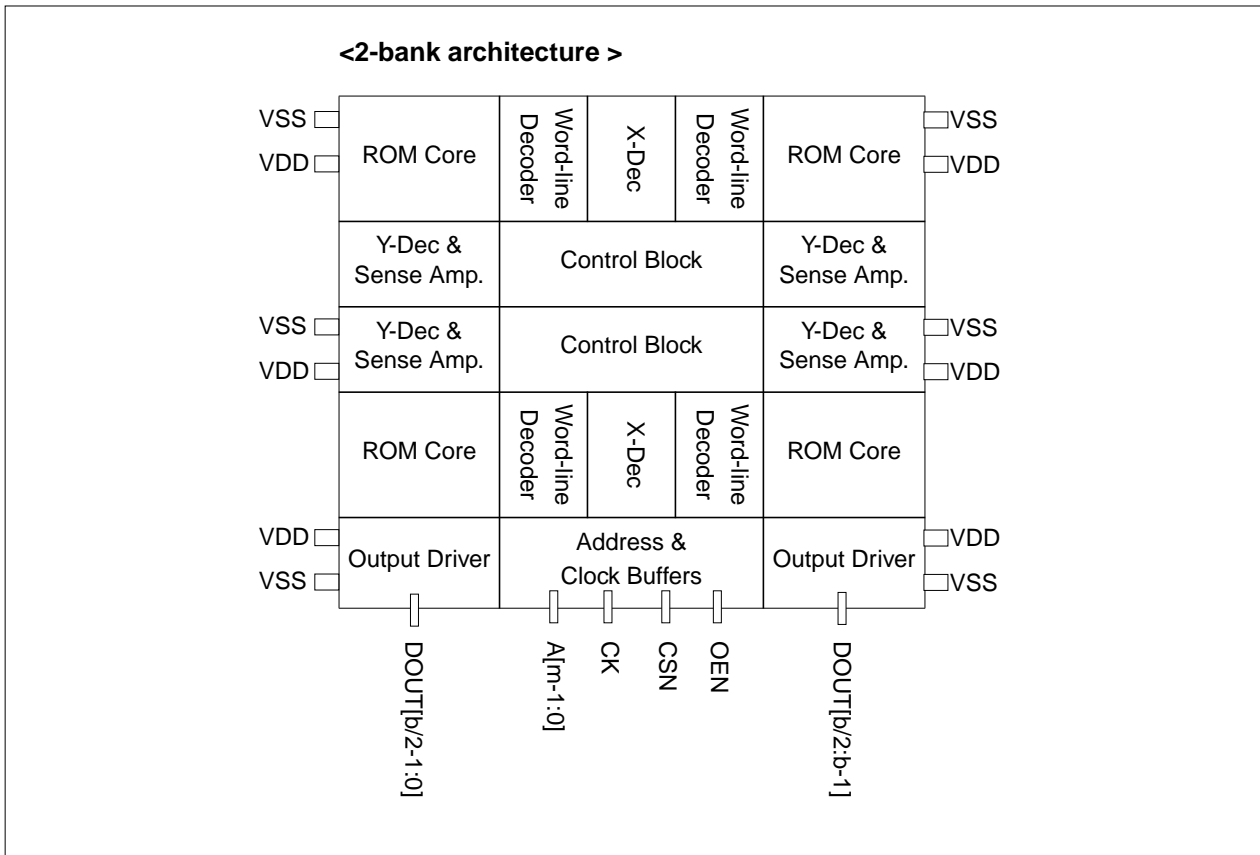 <2-bank architecture >
VSS
VDD
ROM Core
Word-line
Decoder
X-Dec
Word-line
Decoder
ROM Core
VSS
VDD
Y-Dec &
Sense Amp.
Control Block
Y-Dec &
Sense Amp.
VSS
VDD
Y-Dec &
Sense Amp.
Control Block
Y-Dec &
Sense Amp.
VSS
VDD
ROM Core
Word-line
Decoder
X-Dec
Word-line
Decoder
ROM Core
VDD
VSS
Output Driver
Address &
Clock Buffers
Output Driver
VDD
VSS
DOUT[b/2-1:0]
A[m-1:0]
CK
CSN
OEN
DOUT[b/2:b-1]